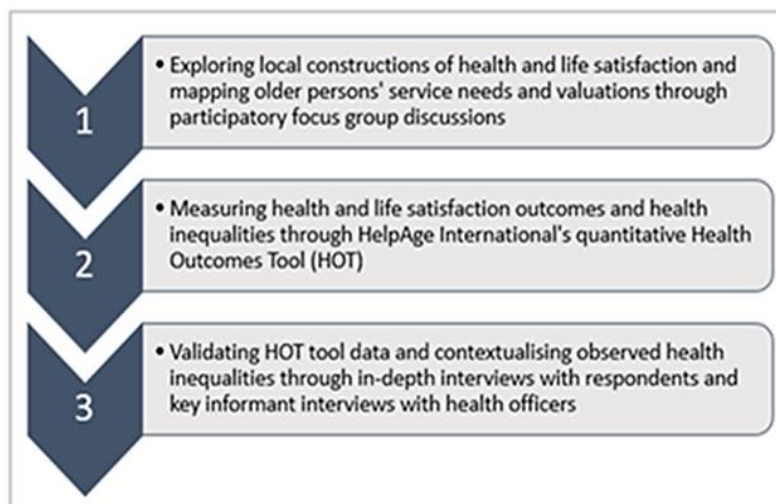 1
• Exploring local constructions of health and life satisfaction and
mapping older persons' service needs and valuations through
participatory focus group discussions
2
• Measuring health and life satisfaction outcomes and health
inequalities through HelpAge International's quantitative Health
Outcomes Tool (HOT)
3
• Validating HOT tool data and contextualising observed health
inequalities through in-depth interviews with respondents and
key informant interviews with health officers